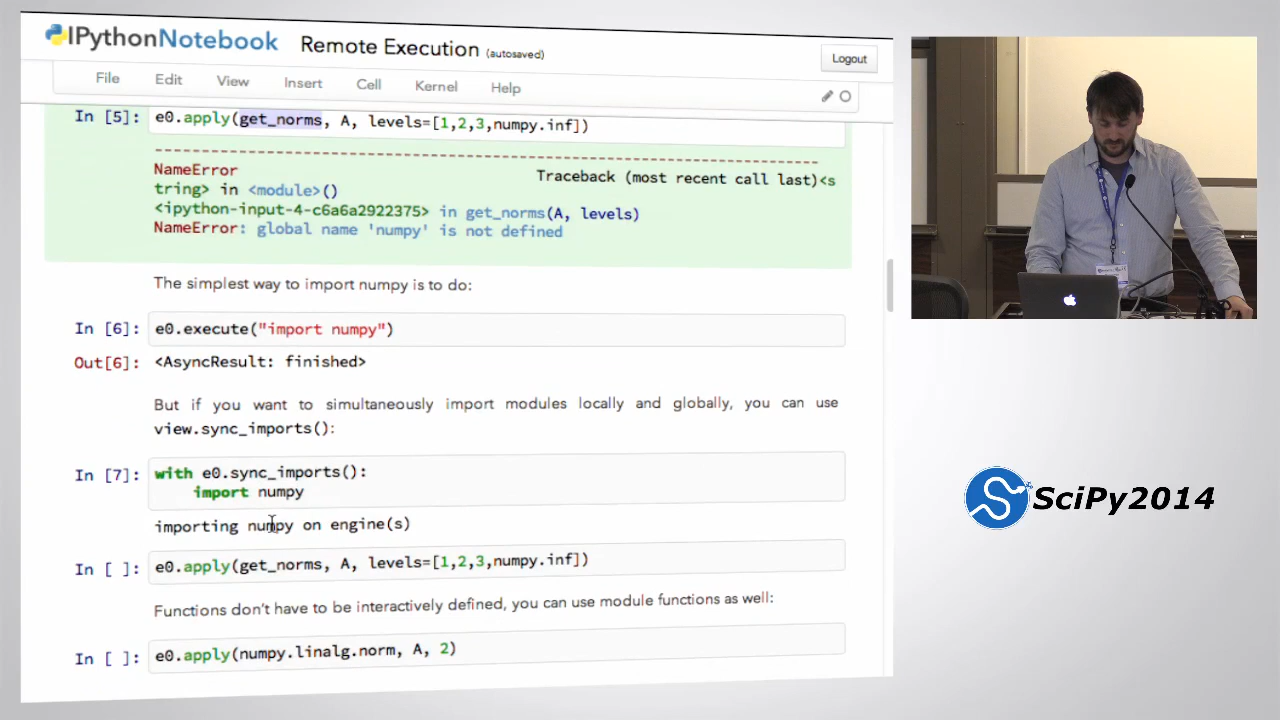 IPythonNotebook Remote Execution (autosaved)
Logout
File Edit View Insert Cell Kernel Help
In [5]: e0.apply(get_norms, A, levels=[1,2,3,numpy.inf])
---------------------------------------------------------------------------
NameError Traceback (most recent call last)<s
tring> in <module>()
<ipython-input-4-c6a6a2922375> in get_norms(A, levels)
NameError: global name 'numpy' is not defined
The simplest way to import numpy is to do:
In [6]: e0.execute("import numpy")
Out[6]: <AsyncResult: finished>
But if you want to simultaneously import modules locally and globally, you can use
view.sync_imports():
In [7]: with e0.sync_imports():
import numpy
importing numpy on engine(s)
In [ ]: e0.apply(get_norms, A, levels=[1,2,3,numpy.inf])
Functions don't have to be interactively defined, you can use module functions as well:
In [ ]: e0.apply(numpy.linalg.norm, A, 2)
SciPy2014